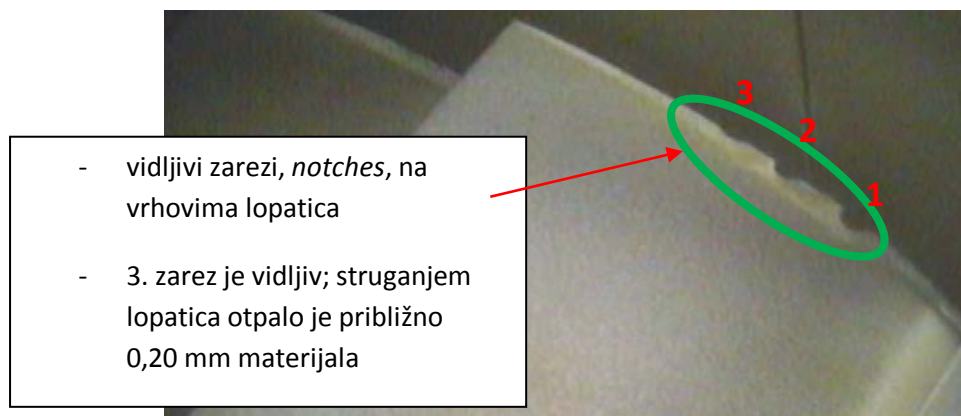 3
2
1
- vidljivi zarezi, notches, na
vrhovima lopatica
- 3. zarez je vidljiv; struganjem
lopatica otpalo je približno
0,20 mm materijala